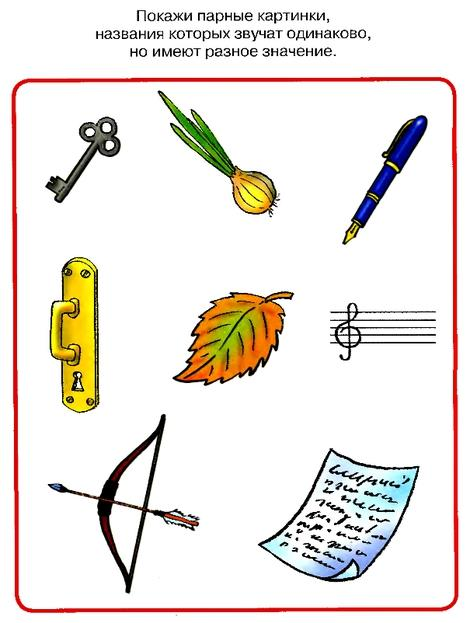 Покажи парные картинки,
названия которых звучат одинаково,
но имеют разное значение.